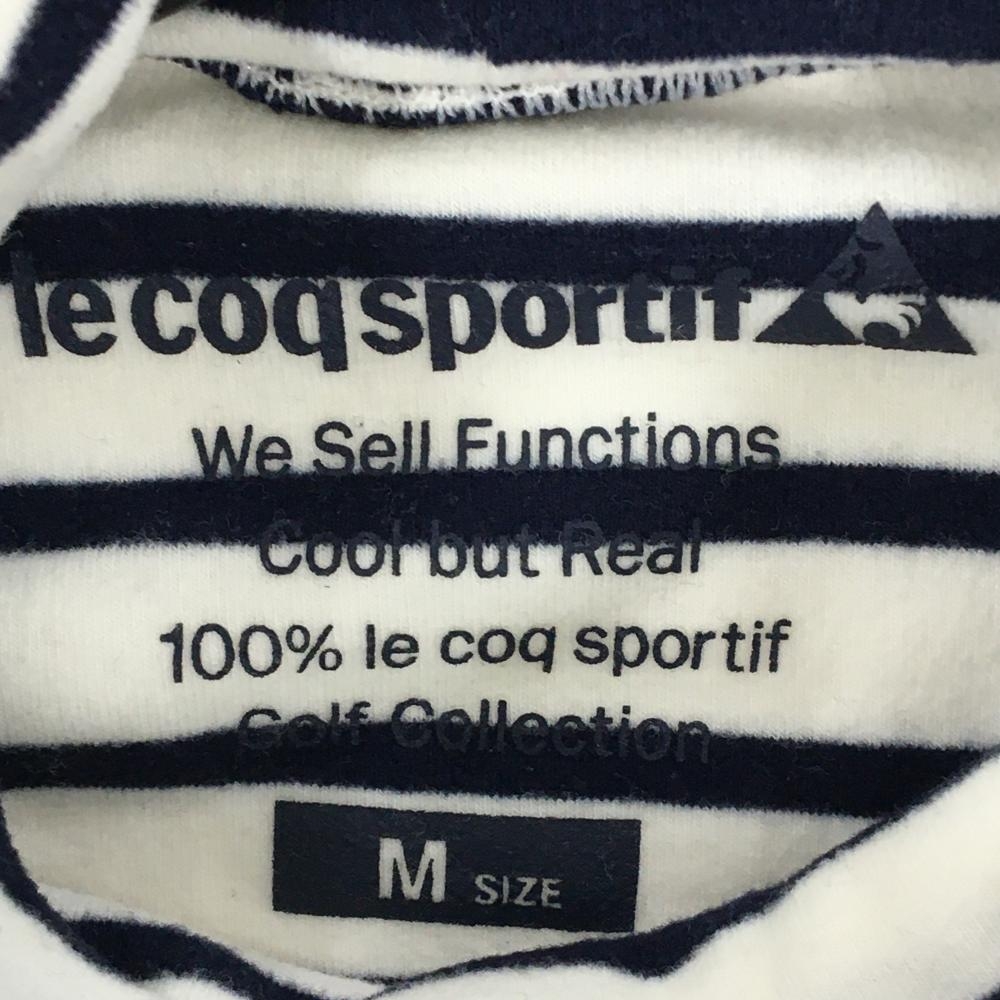 le coq sportif
We Sell Functions
Cool but Real
100% le coq sportif
Golf Collection
M SIZE